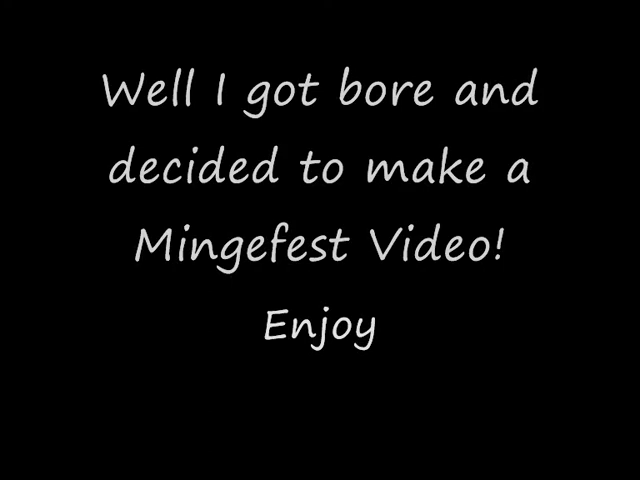 Well I got bore and
decided to make a
Mingefest Video!
Enjoy